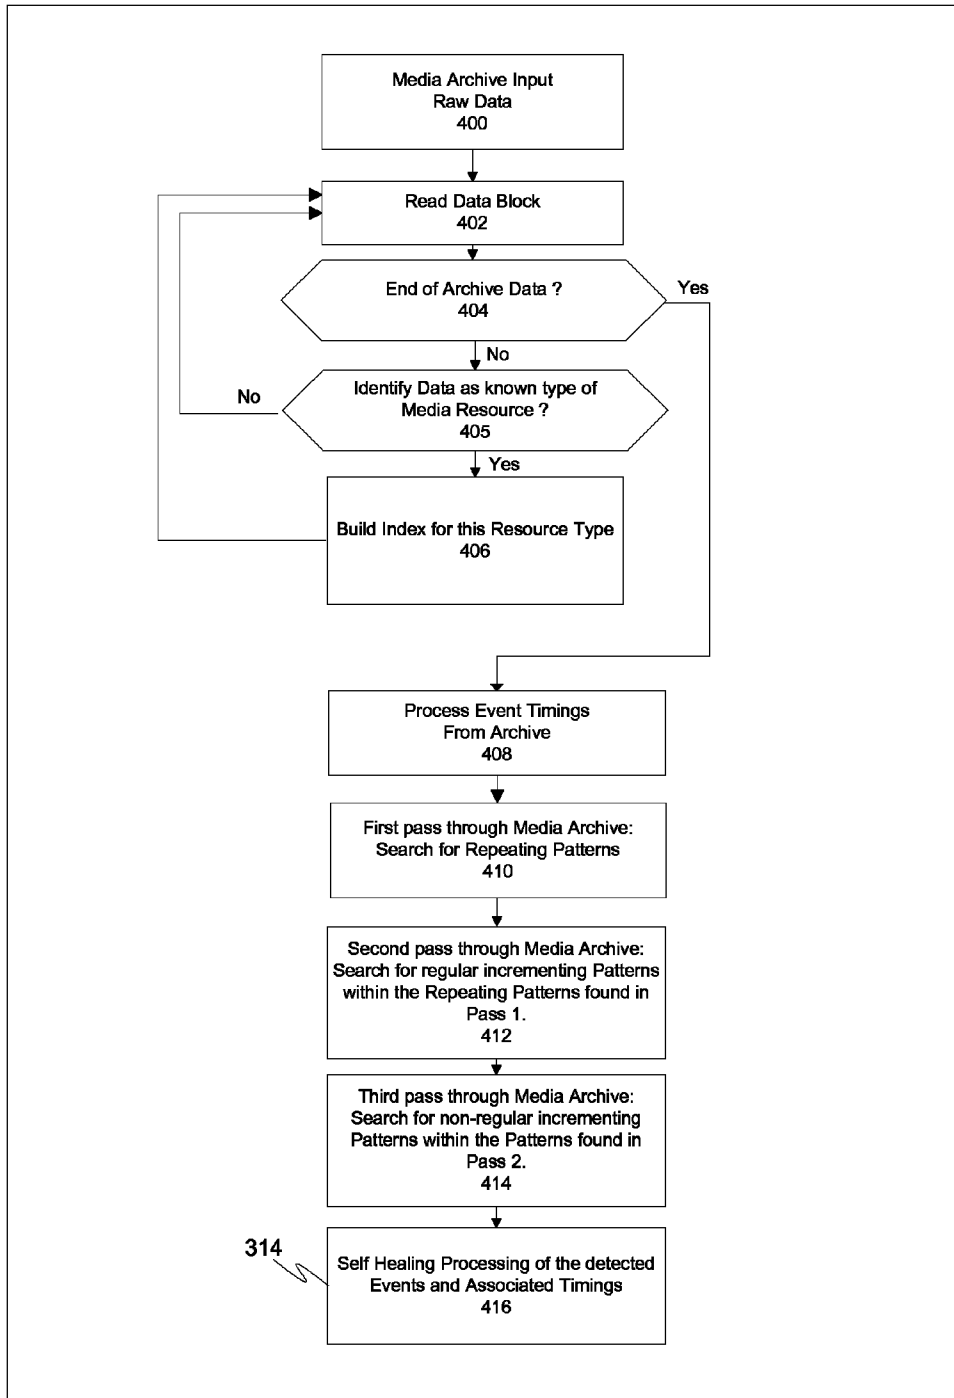 Media Archive Input
Raw Data
400
Read Data Block
402
End of Archive Data ?
404
Yes
No
Identify Data as known type of
Media Resource ?
405
No
Yes
Build Index for this Resource Type
406
Process Event Timings
From Archive
408
First pass through Media Archive:
Search for Repeating Patterns
410
Second pass through Media Archive:
Search for regular incrementing Patterns
within the Repeating Patterns found in
Pass 1.
412
Third pass through Media Archive:
Search for non-regular incrementing
Patterns within the Patterns found in
Pass 2.
414
314
Self Healing Processing of the detected
Events and Associated Timings
416